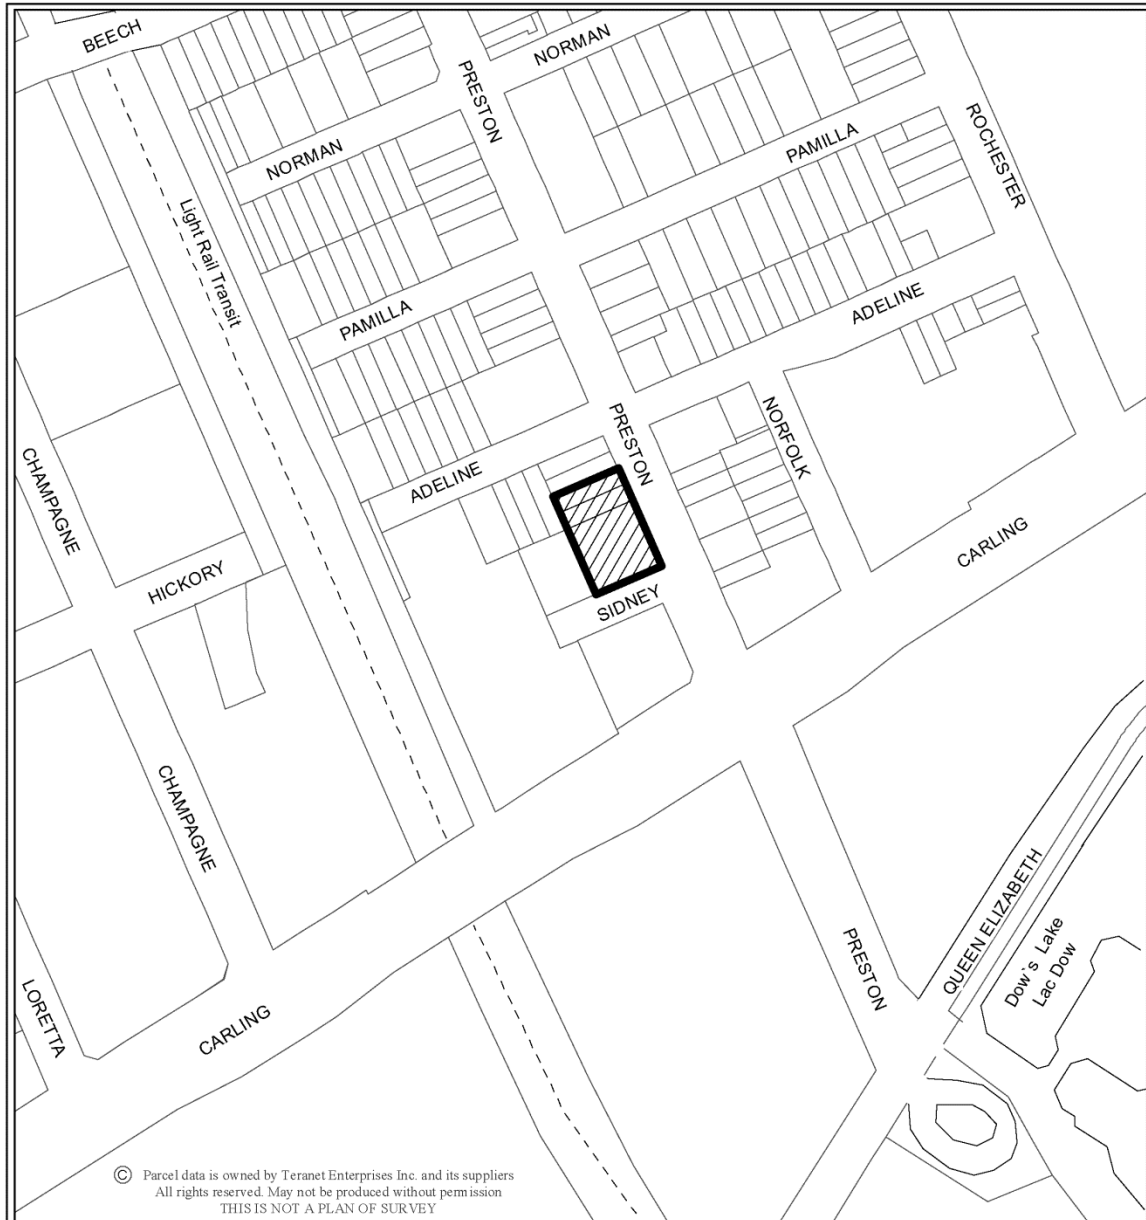 BEECH
NORMAN
PRESTON
ROCHESTER
PAMILLA
NORMAN
Light Rail Transit
PAMILLA
ADELINE
CHAMPAGNE
PRESTON
NORFOLK
ADELINE
CARLING
HICKORY
SIDNEY
CHAMPAGNE
QUEEN ELIZABETH
Dow`s Lake
Lac Dow
PRESTON
LORETTA
CARLING
© Parcel data is owned by Teranet Enterprises Inc. and its suppliers
All rights reserved. May not be produced without permission
THIS IS NOT A PLAN OF SURVEY